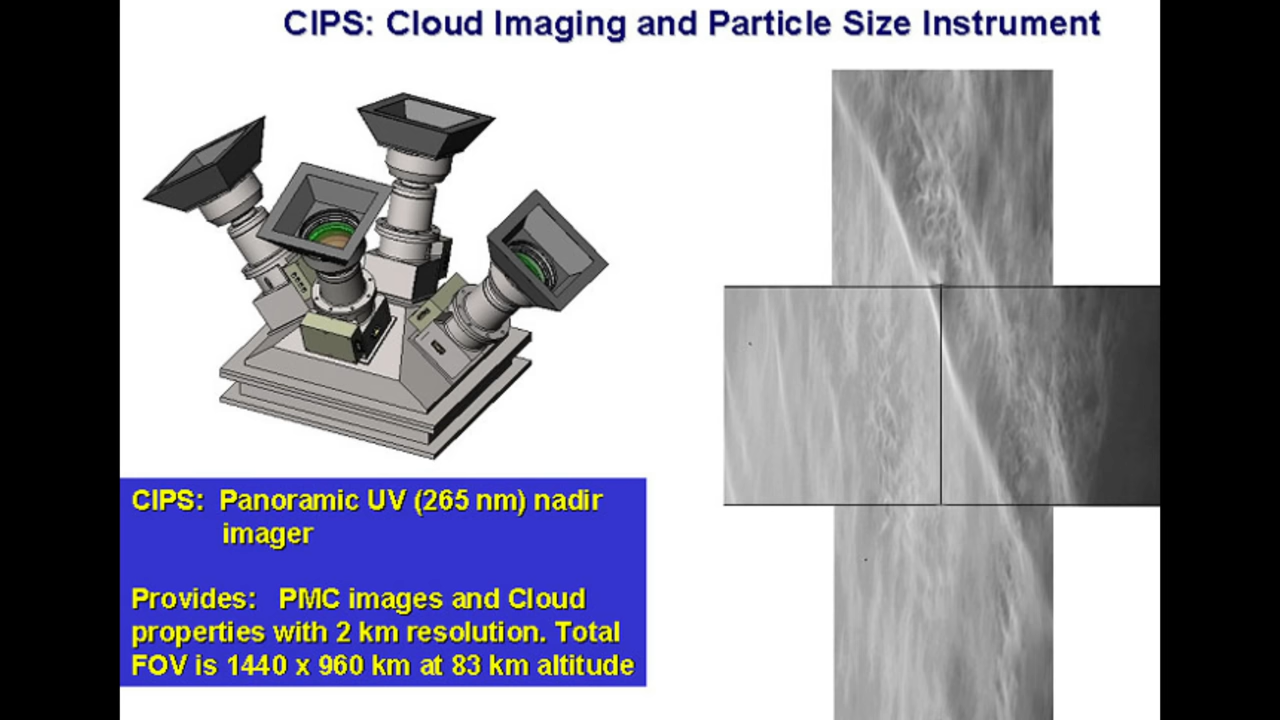 CIPS: Cloud Imaging and Particle Size Instrument
CIPS: Panoramic UV (265 nm) nadir
imager
Provides: PMC images and Cloud
properties with 2 km resolution. Total
FOV is 1440 x 960 km at 83 km altitude